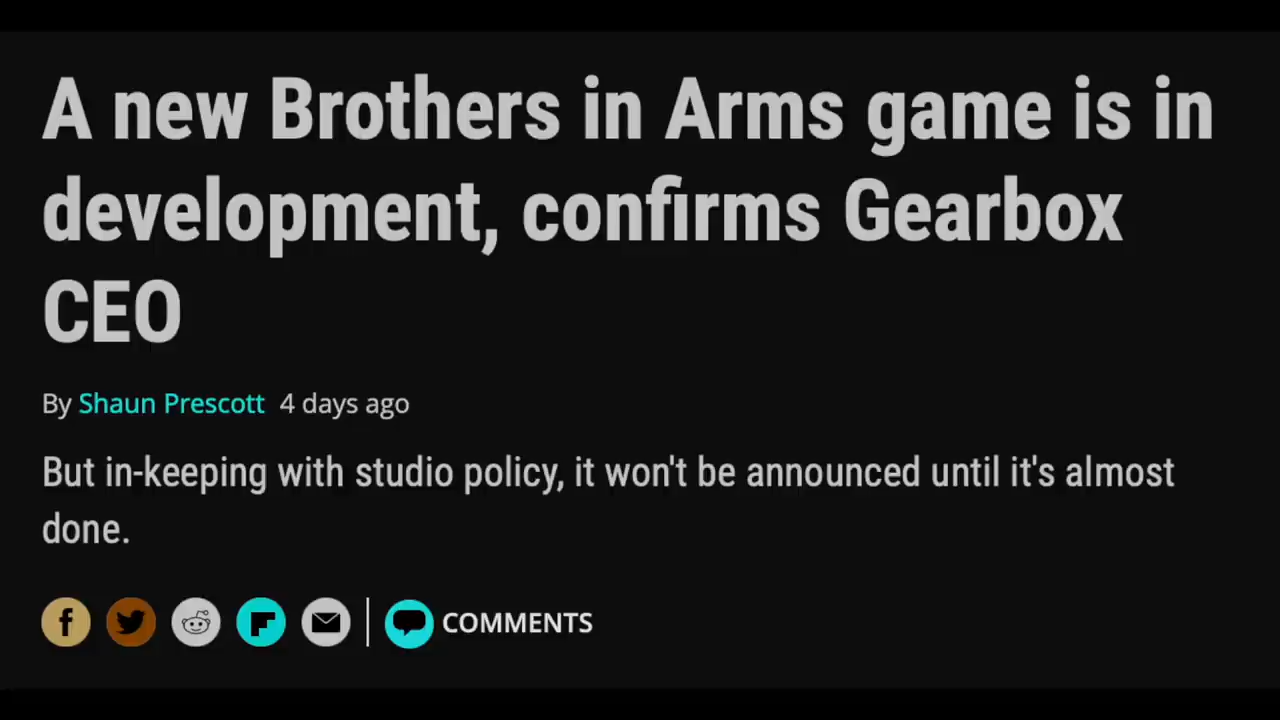 A new Brothers in Arms game is in
development, confirms Gearbox
CEO
By Shaun Prescott 4 days ago
But in-keeping with studio policy, it won't be announced until it's almost
done.
COMMENTS